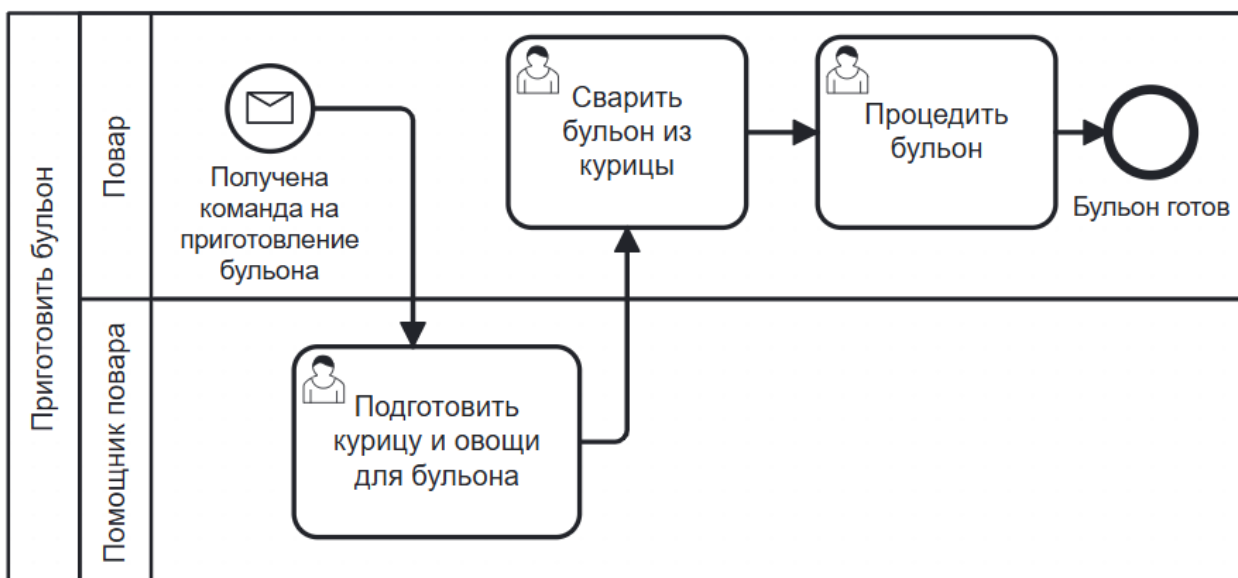 Приготовить бульон
Повар
Получена
команда на
приготовление
бульона
Сварить
бульон из
курицы
Процедить
бульон
Бульон готов
Помощник повара
Подготовить
курицу и овощи
для бульона